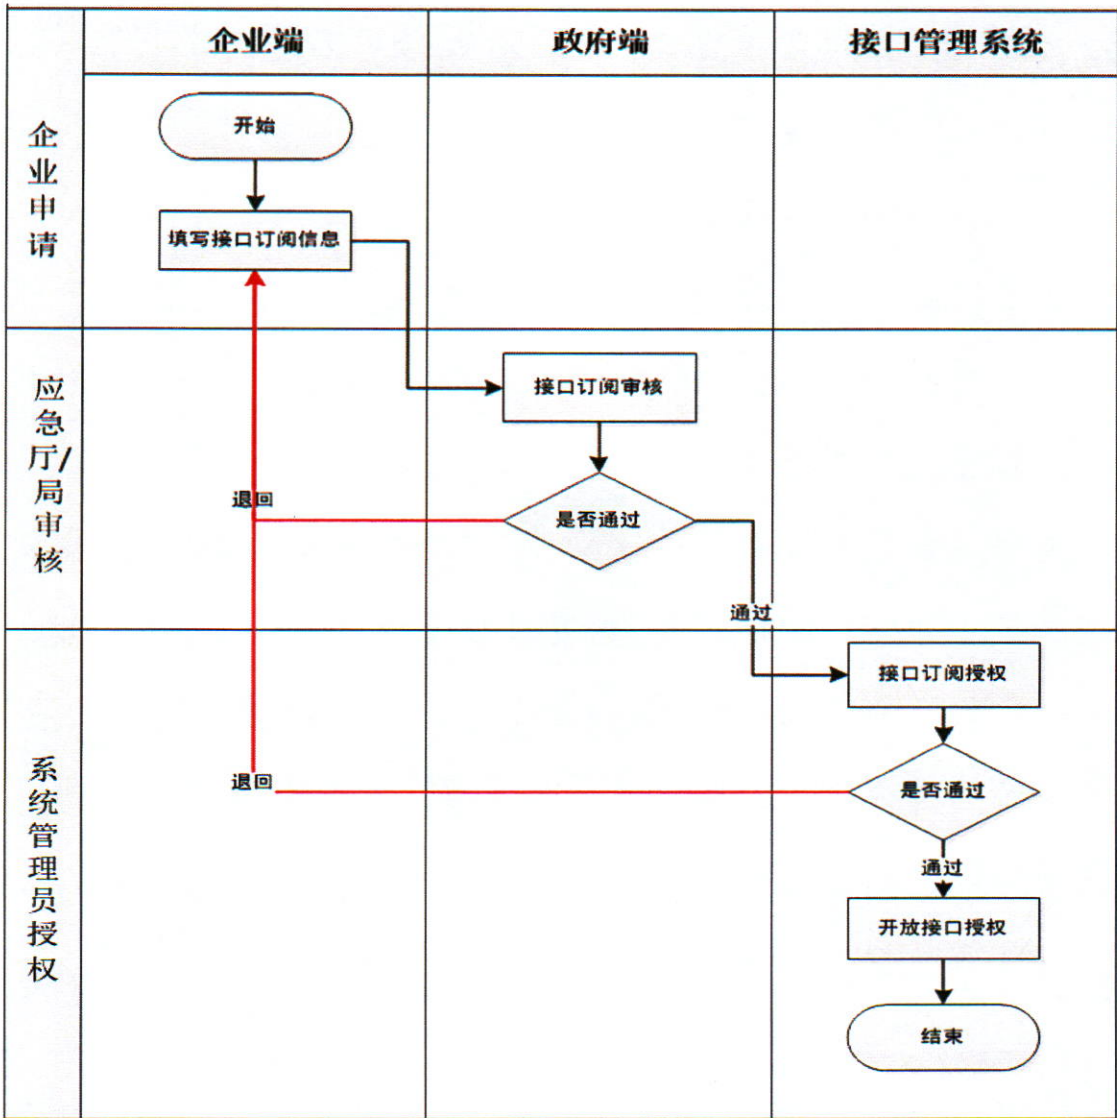 企业端
政府端
接口管理系统
企业申请
开始
填写接口订阅信息
应急厅/局审核
接口订阅审核
退回
是否通过
通过
系统管理员授权
接口订阅授权
退回
是否通过
通过
开放接口授权
结束